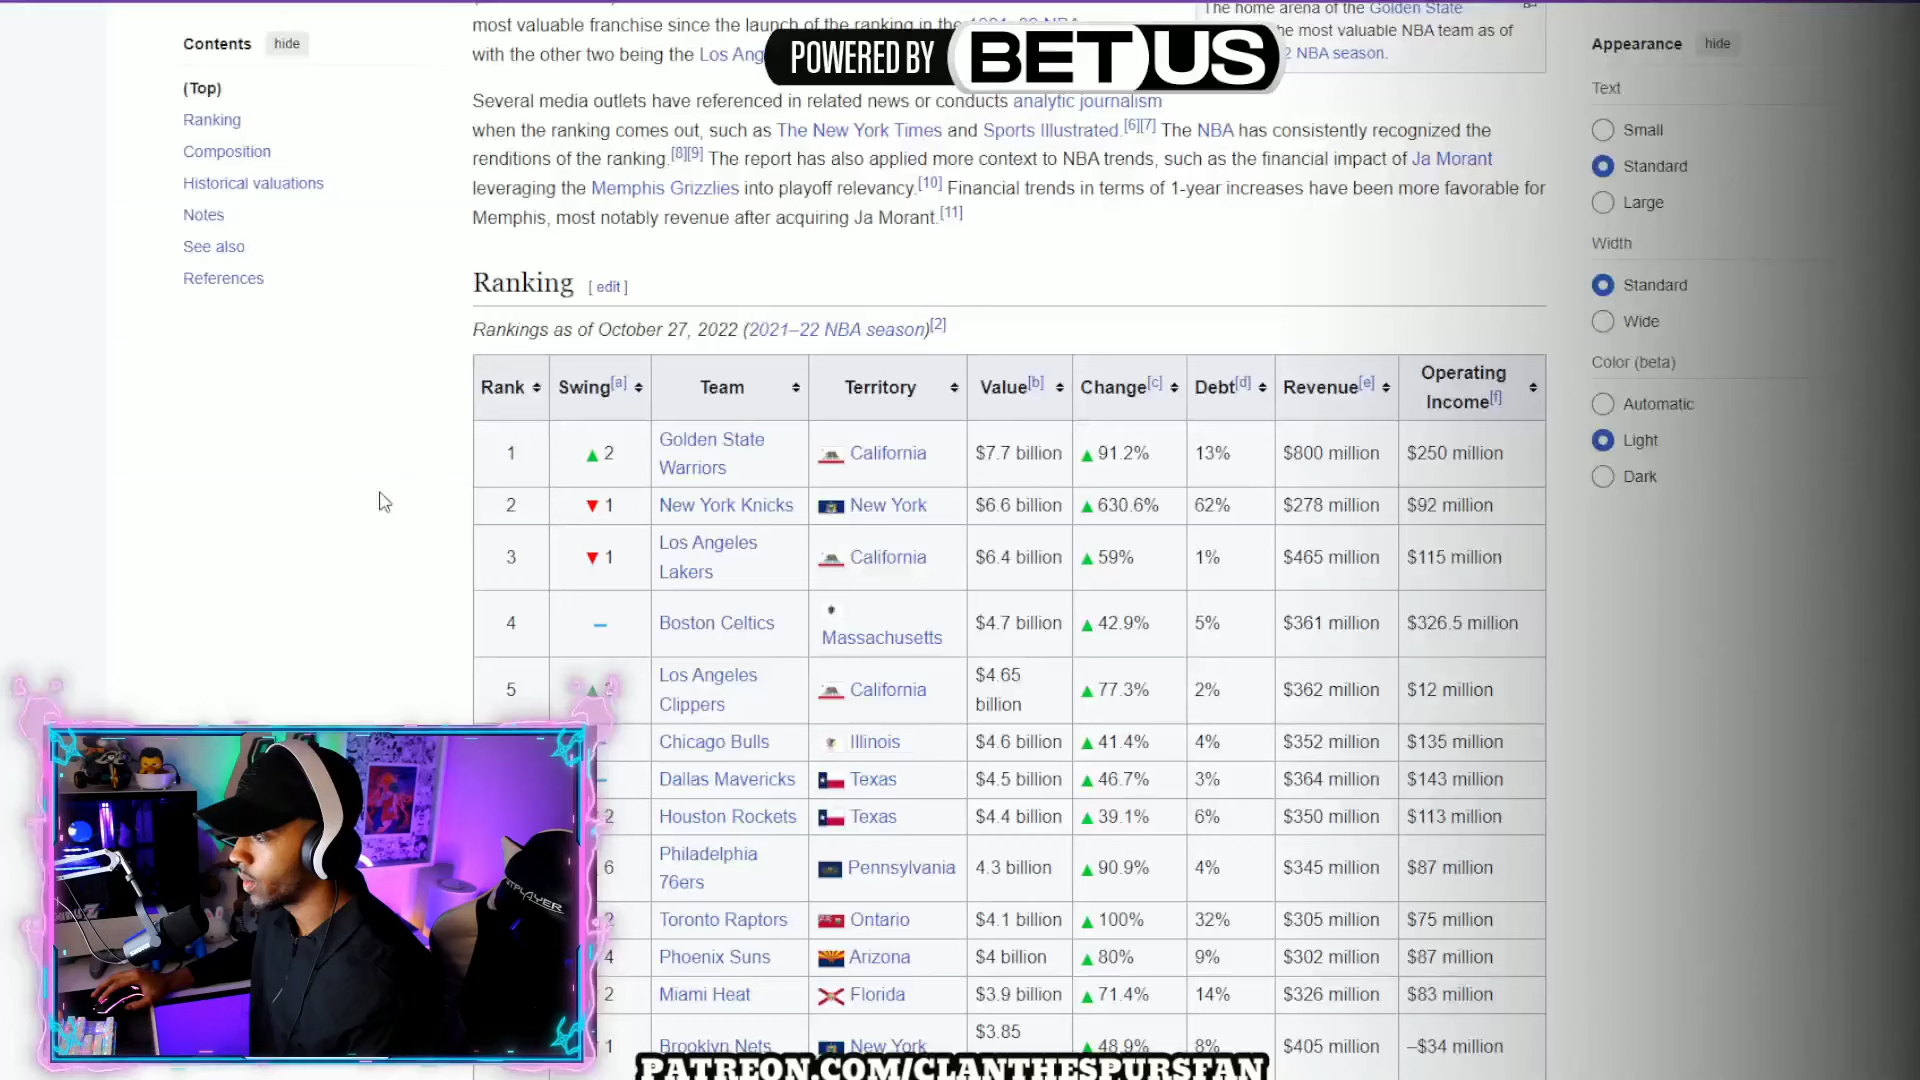 Contents hide
(Top)
Ranking
Composition
Historical valuations
Notes
See also
References
most valuable franchise since the launch of the ranking in the
with the other two being the Los Ang
POWERED BY BETUS
The home arena of the Golden State
he most valuable NBA team as of
2 NBA season.
Several media outlets have referenced in related news or conducts analytic journalism
when the ranking comes out, such as The New York Times and Sports Illustrated.[6][7] The NBA has consistently recognized the
renditions of the ranking.[8][9] The report has also applied more context to NBA trends, such as the financial impact of Ja Morant
leveraging the Memphis Grizzlies into playoff relevancy.[10] Financial trends in terms of 1-year increases have been more favorable for
Memphis, most notably revenue after acquiring Ja Morant.[11]
Ranking [ edit ]
Rankings as of October 27, 2022 (2021–22 NBA season)[2]
Rank Swing[a] Team Territory Value[b] Change[c] Debt[d] Revenue[e] Operating Income[f]
1 ▲ 2 Golden State Warriors California $7.7 billion ▲ 91.2% 13% $800 million $250 million
2 ▼ 1 New York Knicks New York $6.6 billion ▲ 630.6% 62% $278 million $92 million
3 ▼ 1 Los Angeles Lakers California $6.4 billion ▲ 59% 1% $465 million $115 million
4 – Boston Celtics Massachusetts $4.7 billion ▲ 42.9% 5% $361 million $326.5 million
5 ▲ 2 Los Angeles Clippers California $4.65 billion ▲ 77.3% 2% $362 million $12 million
Chicago Bulls Illinois $4.6 billion ▲ 41.4% 4% $352 million $135 million
Dallas Mavericks Texas $4.5 billion ▲ 46.7% 3% $364 million $143 million
2 Houston Rockets Texas $4.4 billion ▲ 39.1% 6% $350 million $113 million
6 Philadelphia 76ers Pennsylvania 4.3 billion ▲ 90.9% 4% $345 million $87 million
2 Toronto Raptors Ontario $4.1 billion ▲ 100% 32% $305 million $75 million
4 Phoenix Suns Arizona $4 billion ▲ 80% 9% $302 million $87 million
2 Miami Heat Florida $3.9 billion ▲ 71.4% 14% $326 million $83 million
1 Brooklyn Nets New York $3.85 ▲ 48.9% 8% $405 million –$34 million
PATREON.COM/CLANTHESPURSFAN
Appearance hide
Text
Small
Standard
Large
Width
Standard
Wide
Color (beta)
Automatic
Light
Dark